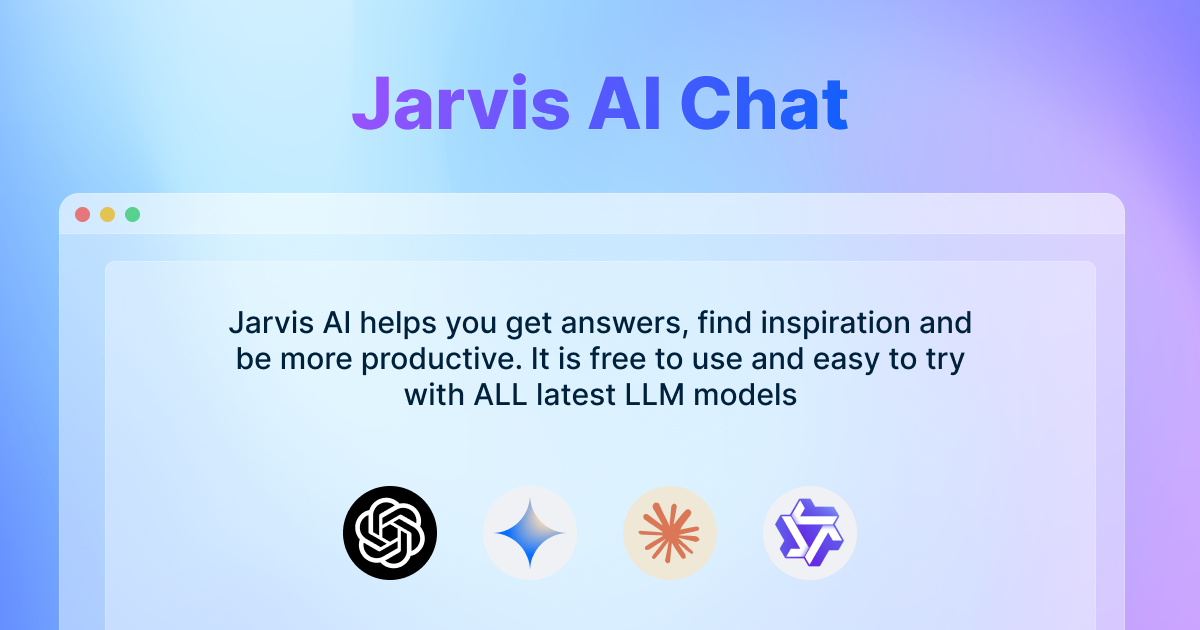 Jarvis AI Chat
Jarvis AI helps you get answers, find inspiration and
be more productive. It is free to use and easy to try
with ALL latest LLM models